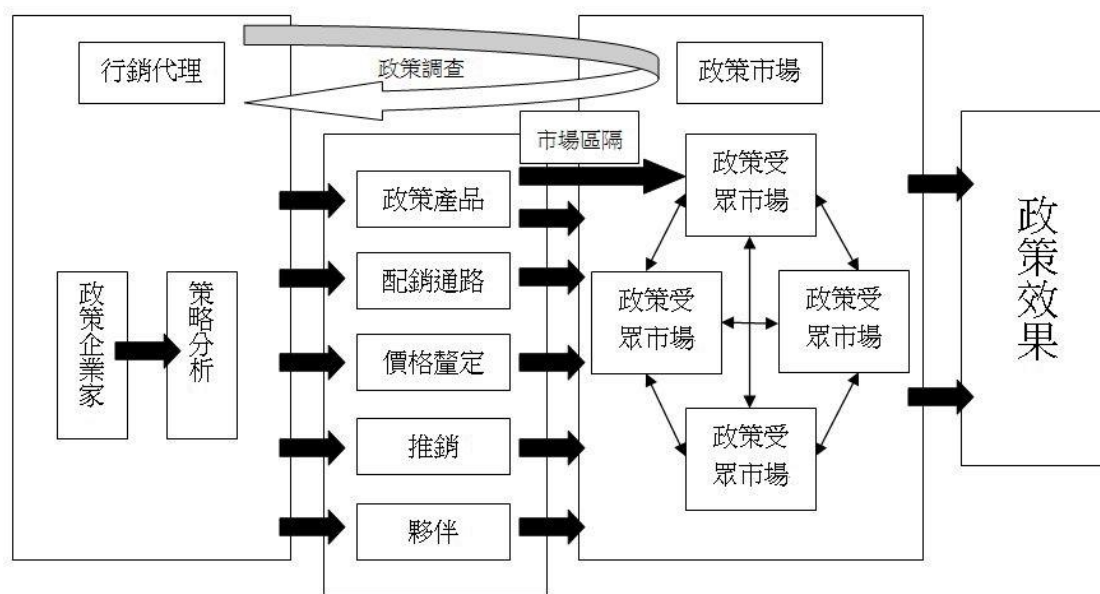 行銷代理
政策調查
政策市場
市場區隔
政策企業家
策略分析
政策產品
配銷通路
價格釐定
推銷
夥伴
政策受
眾市場
政策受
眾市場
政策受
眾市場
政策受
眾市場
政策效果